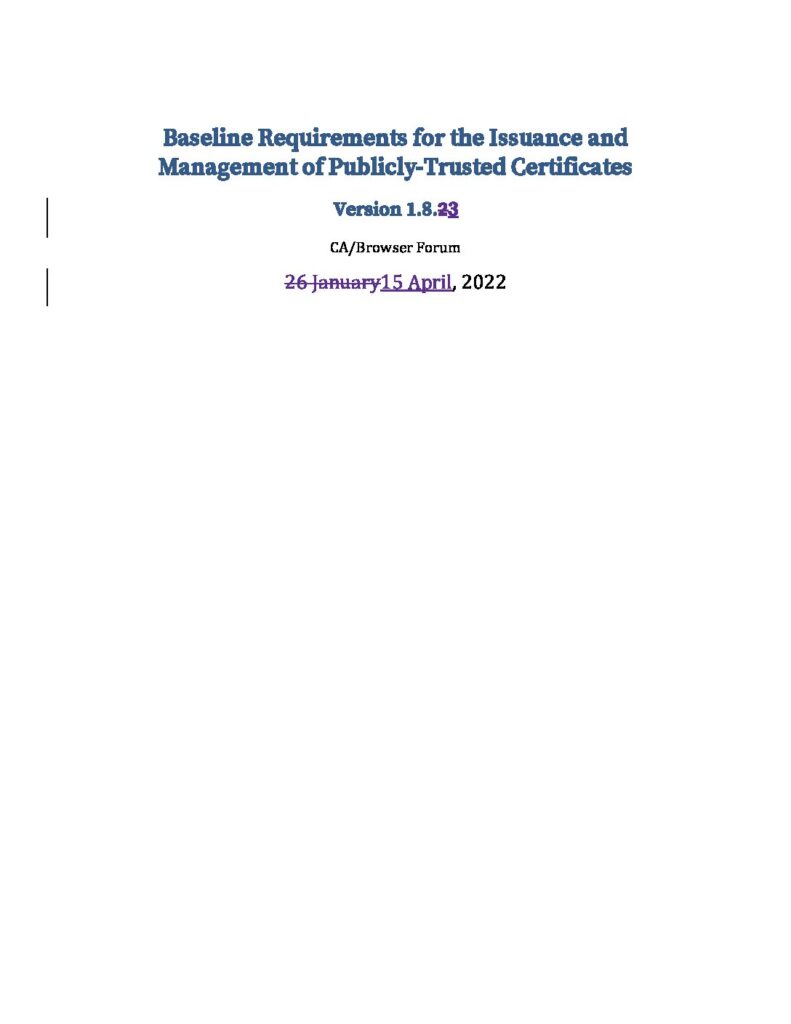 Baseline Requirements for the Issuance and
Management of Publicly-Trusted Certificates
Version 1.8.23
CA/Browser Forum
26 January15 April, 2022